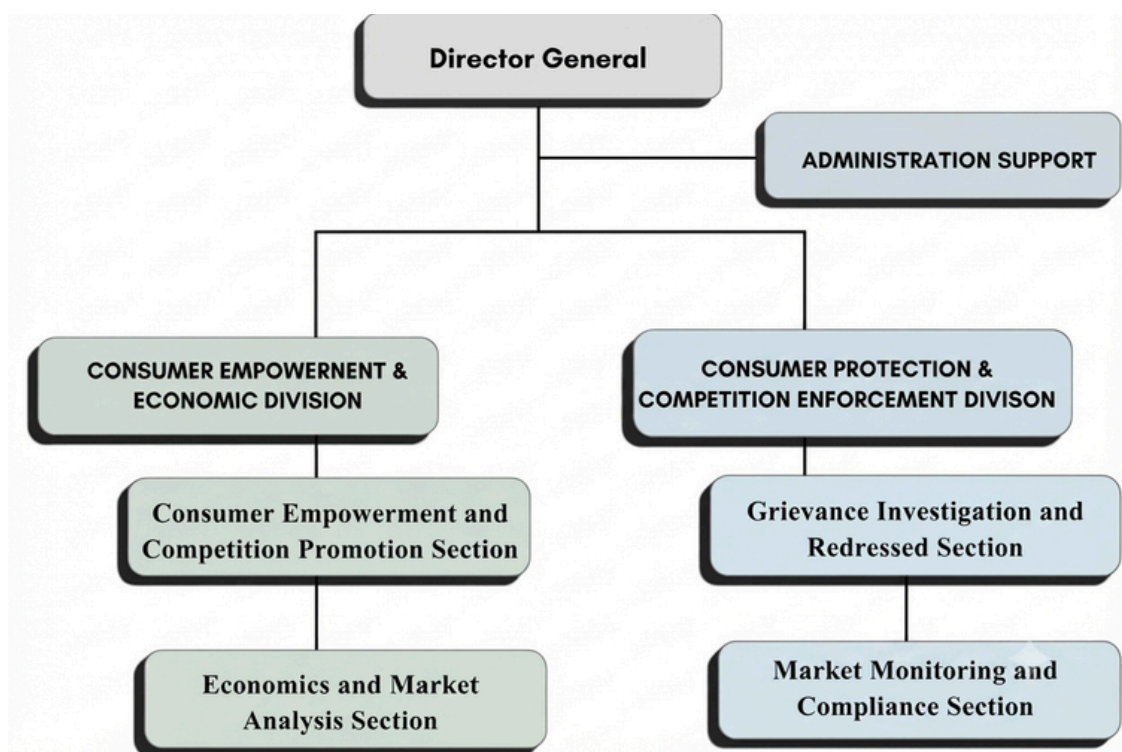 Director General
ADMINISTRATION SUPPORT
CONSUMER EMPOWERNENT &
ECONOMIC DIVISION
CONSUMER PROTECTION &
COMPETITION ENFORCEMENT DIVISON
Consumer Empowerment and
Competition Promotion Section
Grievance Investigation and
Redressed Section
Economics and Market
Analysis Section
Market Monitoring and
Compliance Section